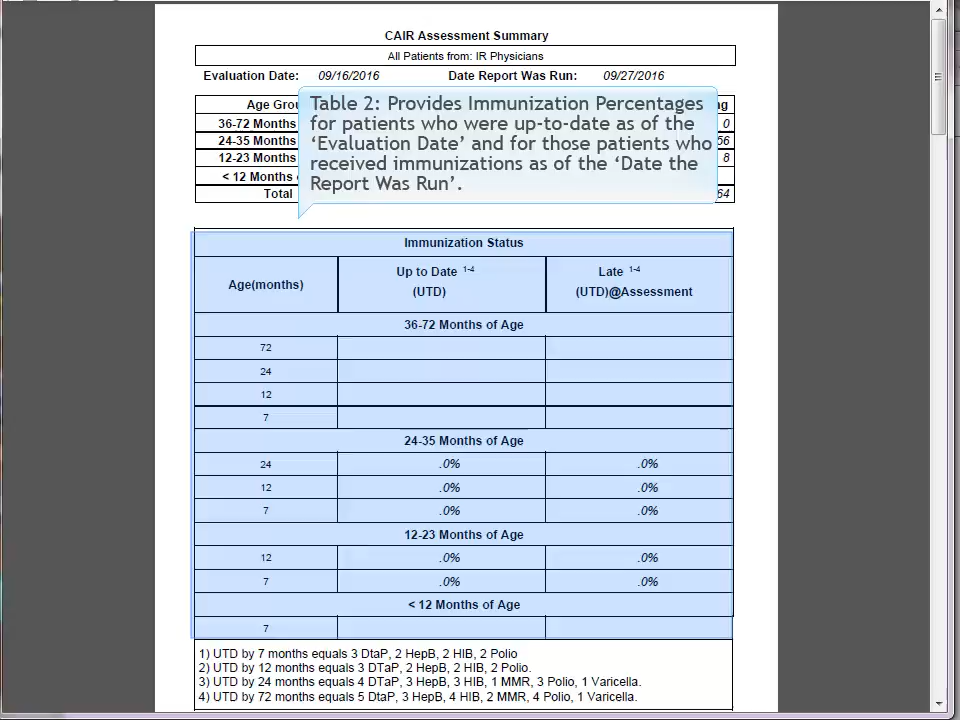 CAIR Assessment Summary
All Patients from: IR Physicians
Evaluation Date: 09/16/2016 Date Report Was Run: 09/27/2016
Table 2: Provides Immunization Percentages
for patients who were up-to-date as of the
‘Evaluation Date’ and for those patients who
received immunizations as of the ‘Date the
Report Was Run’.
Age
36-72 Months 0
24-35 Months 56
12-23 Months 8
< 12 Months
Total 64
Immunization Status
Age(months) Up to Date 1-4 (UTD) Late 1-4 (UTD)@Assessment
36-72 Months of Age
72
24
12
7
24-35 Months of Age
24 .0% .0%
12 .0% .0%
7 .0% .0%
12-23 Months of Age
12 .0% .0%
7 .0% .0%
< 12 Months of Age
7
1) UTD by 7 months equals 3 DtaP, 2 HepB, 2 HIB, 2 Polio
2) UTD by 12 months equals 3 DTaP, 2 HepB, 2 HIB, 2 Polio.
3) UTD by 24 months equals 4 DTaP, 3 HepB, 3 HIB, 1 MMR, 3 Polio, 1 Varicella.
4) UTD by 72 months equals 5 DtaP, 3 HepB, 4 HIB, 2 MMR, 4 Polio, 1 Varicella.